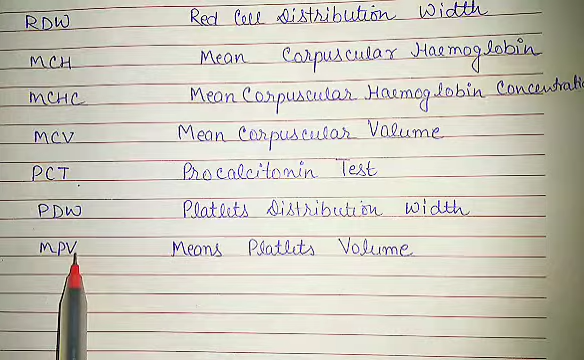 RDW Red Cell Distribution Width
MCH Mean Corpuscular Haemoglobin
MCHC Mean Corpuscular Haemoglobin Concentratio
MCV Mean Corpuscular Volume
PCT Procalcitonin Test
PDW Platlets Distribution Width
MPV Means Platlets Volume